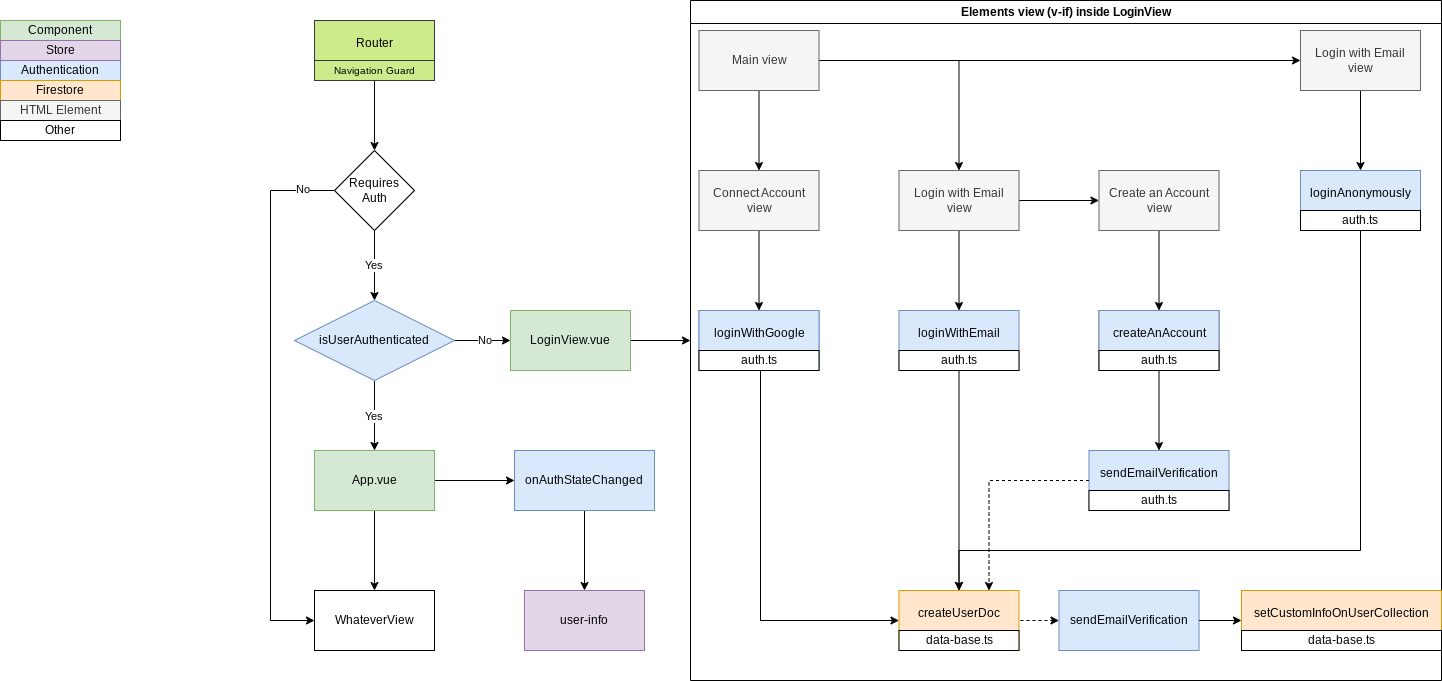 Component
Store
Authentication
Firestore
HTML Element
Other
Router
Navigation Guard
Requires
Auth
No
Yes
isUserAuthenticated
No
LoginView.vue
Yes
App.vue
onAuthStateChanged
WhateverView
user-info
Elements view (v-if) inside LoginView
Main view
Login with Email
view
Connect Account
view
Login with Email
view
Create an Account
view
loginAnonymously
auth.ts
loginWithGoogle
auth.ts
loginWithEmail
auth.ts
createAnAccount
auth.ts
sendEmailVerification
auth.ts
createUserDoc
data-base.ts
sendEmailVerification
setCustomInfoOnUserCollection
data-base.ts